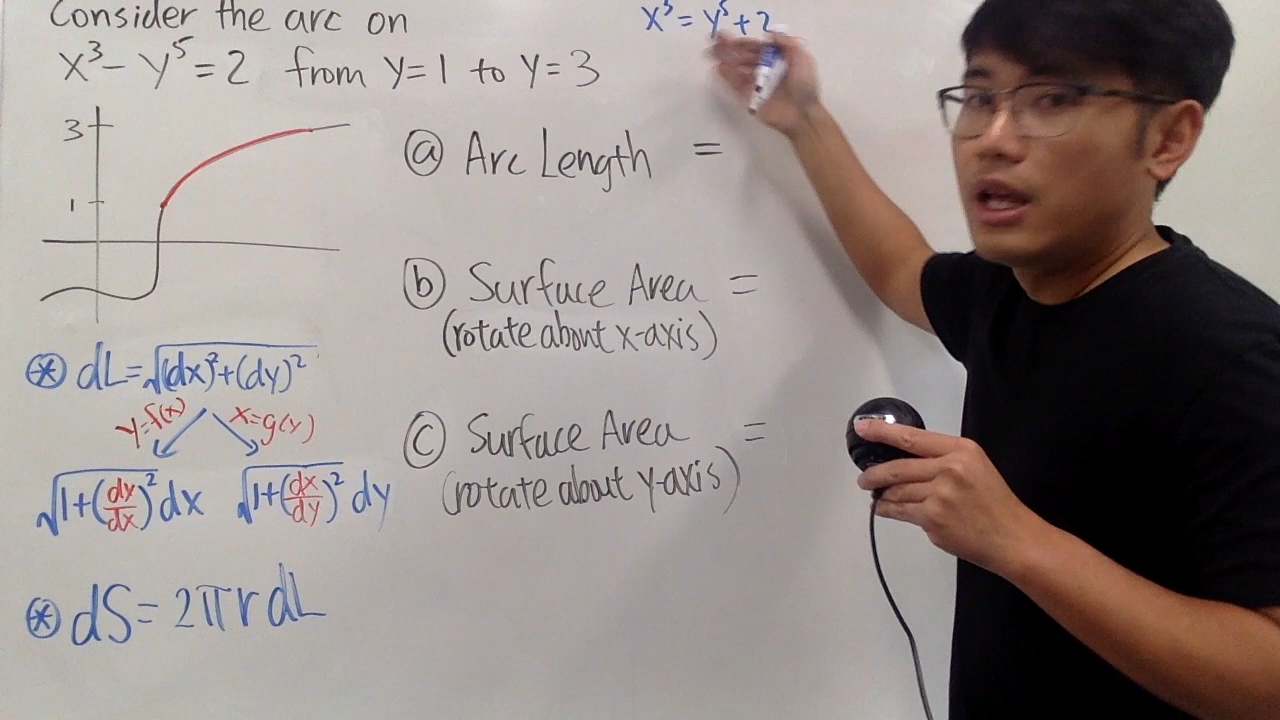 Consider the arc on
x³ - y⁵ = 2 from y=1 to y=3
x³ = y⁵ + 2
3
1
ⓐ Arc Length =
ⓑ Surface Area =
(rotate about x-axis)
ⓒ Surface Area =
(rotate about y-axis)
⊛ dL = √((dx)² + (dy)²)
y=f(x) x=g(y)
√(1+(dy/dx)²) dx √(1+(dx/dy)²) dy
⊛ dS = 2πr dL